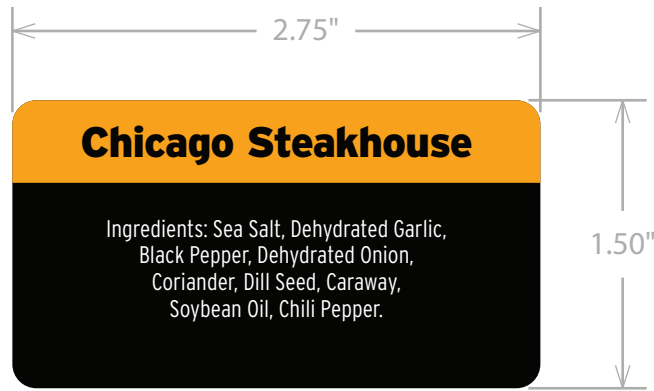 2.75"
Chicago Steakhouse
1.50"
Ingredients: Sea Salt, Dehydrated Garlic,
Black Pepper, Dehydrated Onion,
Coriander, Dill Seed, Caraway,
Soybean Oil, Chili Pepper.